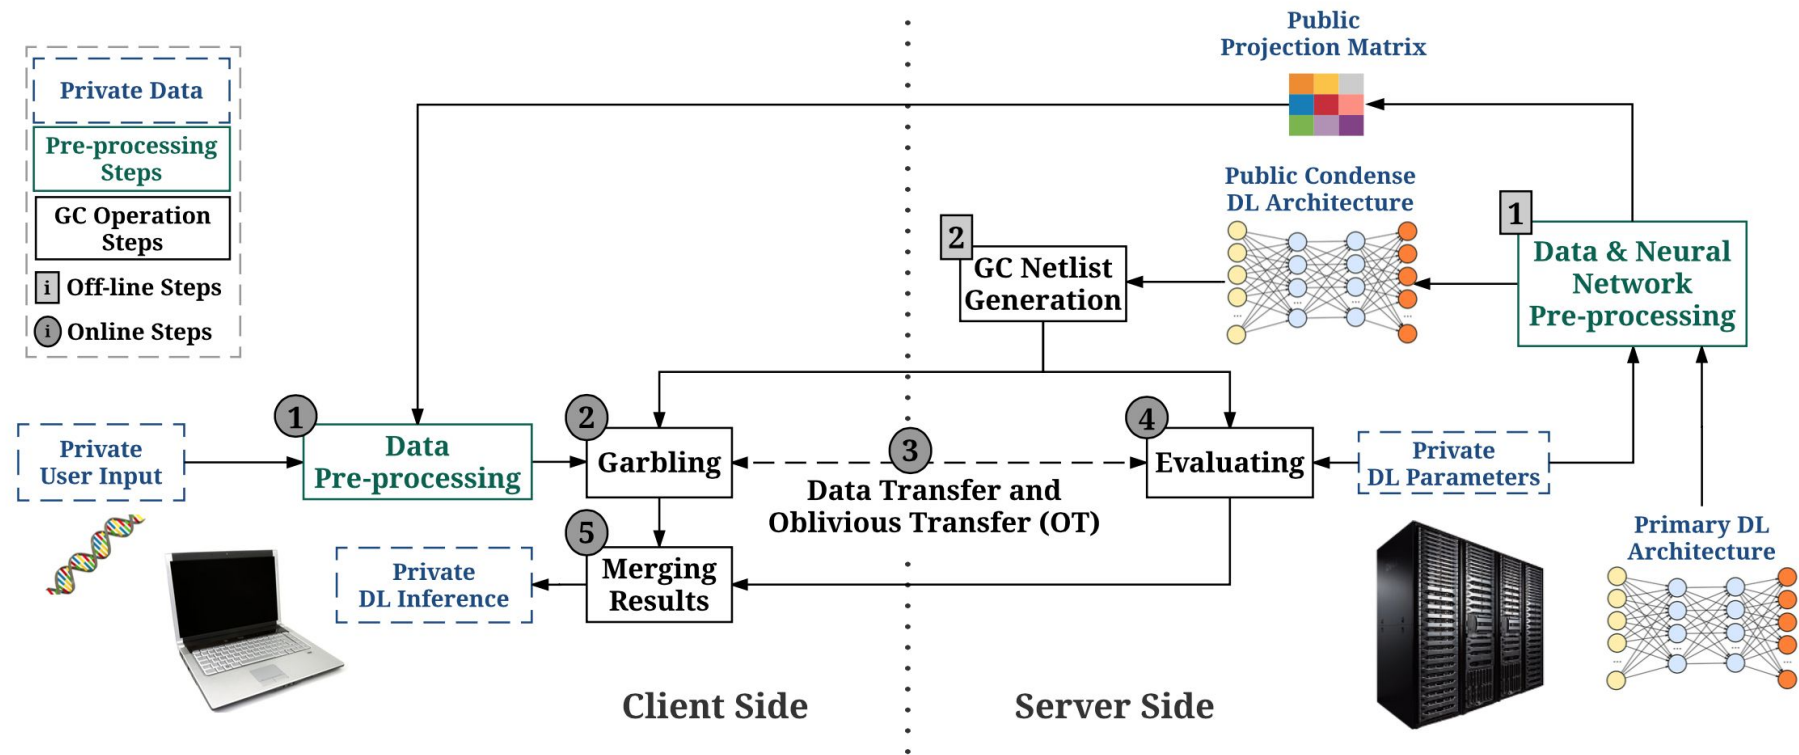 Public
Projection Matrix
Private Data
Pre-processing
Steps
GC Operation
Steps
i Off-line Steps
i Online Steps
Public Condense
DL Architecture
...
...
...
1
Data & Neural
Network
Pre-processing
2
GC Netlist
Generation
Private
User Input
1
Data
Pre-processing
2
Garbling
3
Data Transfer and
Oblivious Transfer (OT)
4
Evaluating
Private
DL Parameters
5
Merging
Results
Private
DL Inference
Primary DL
Architecture
...
...
...
Client Side
Server Side